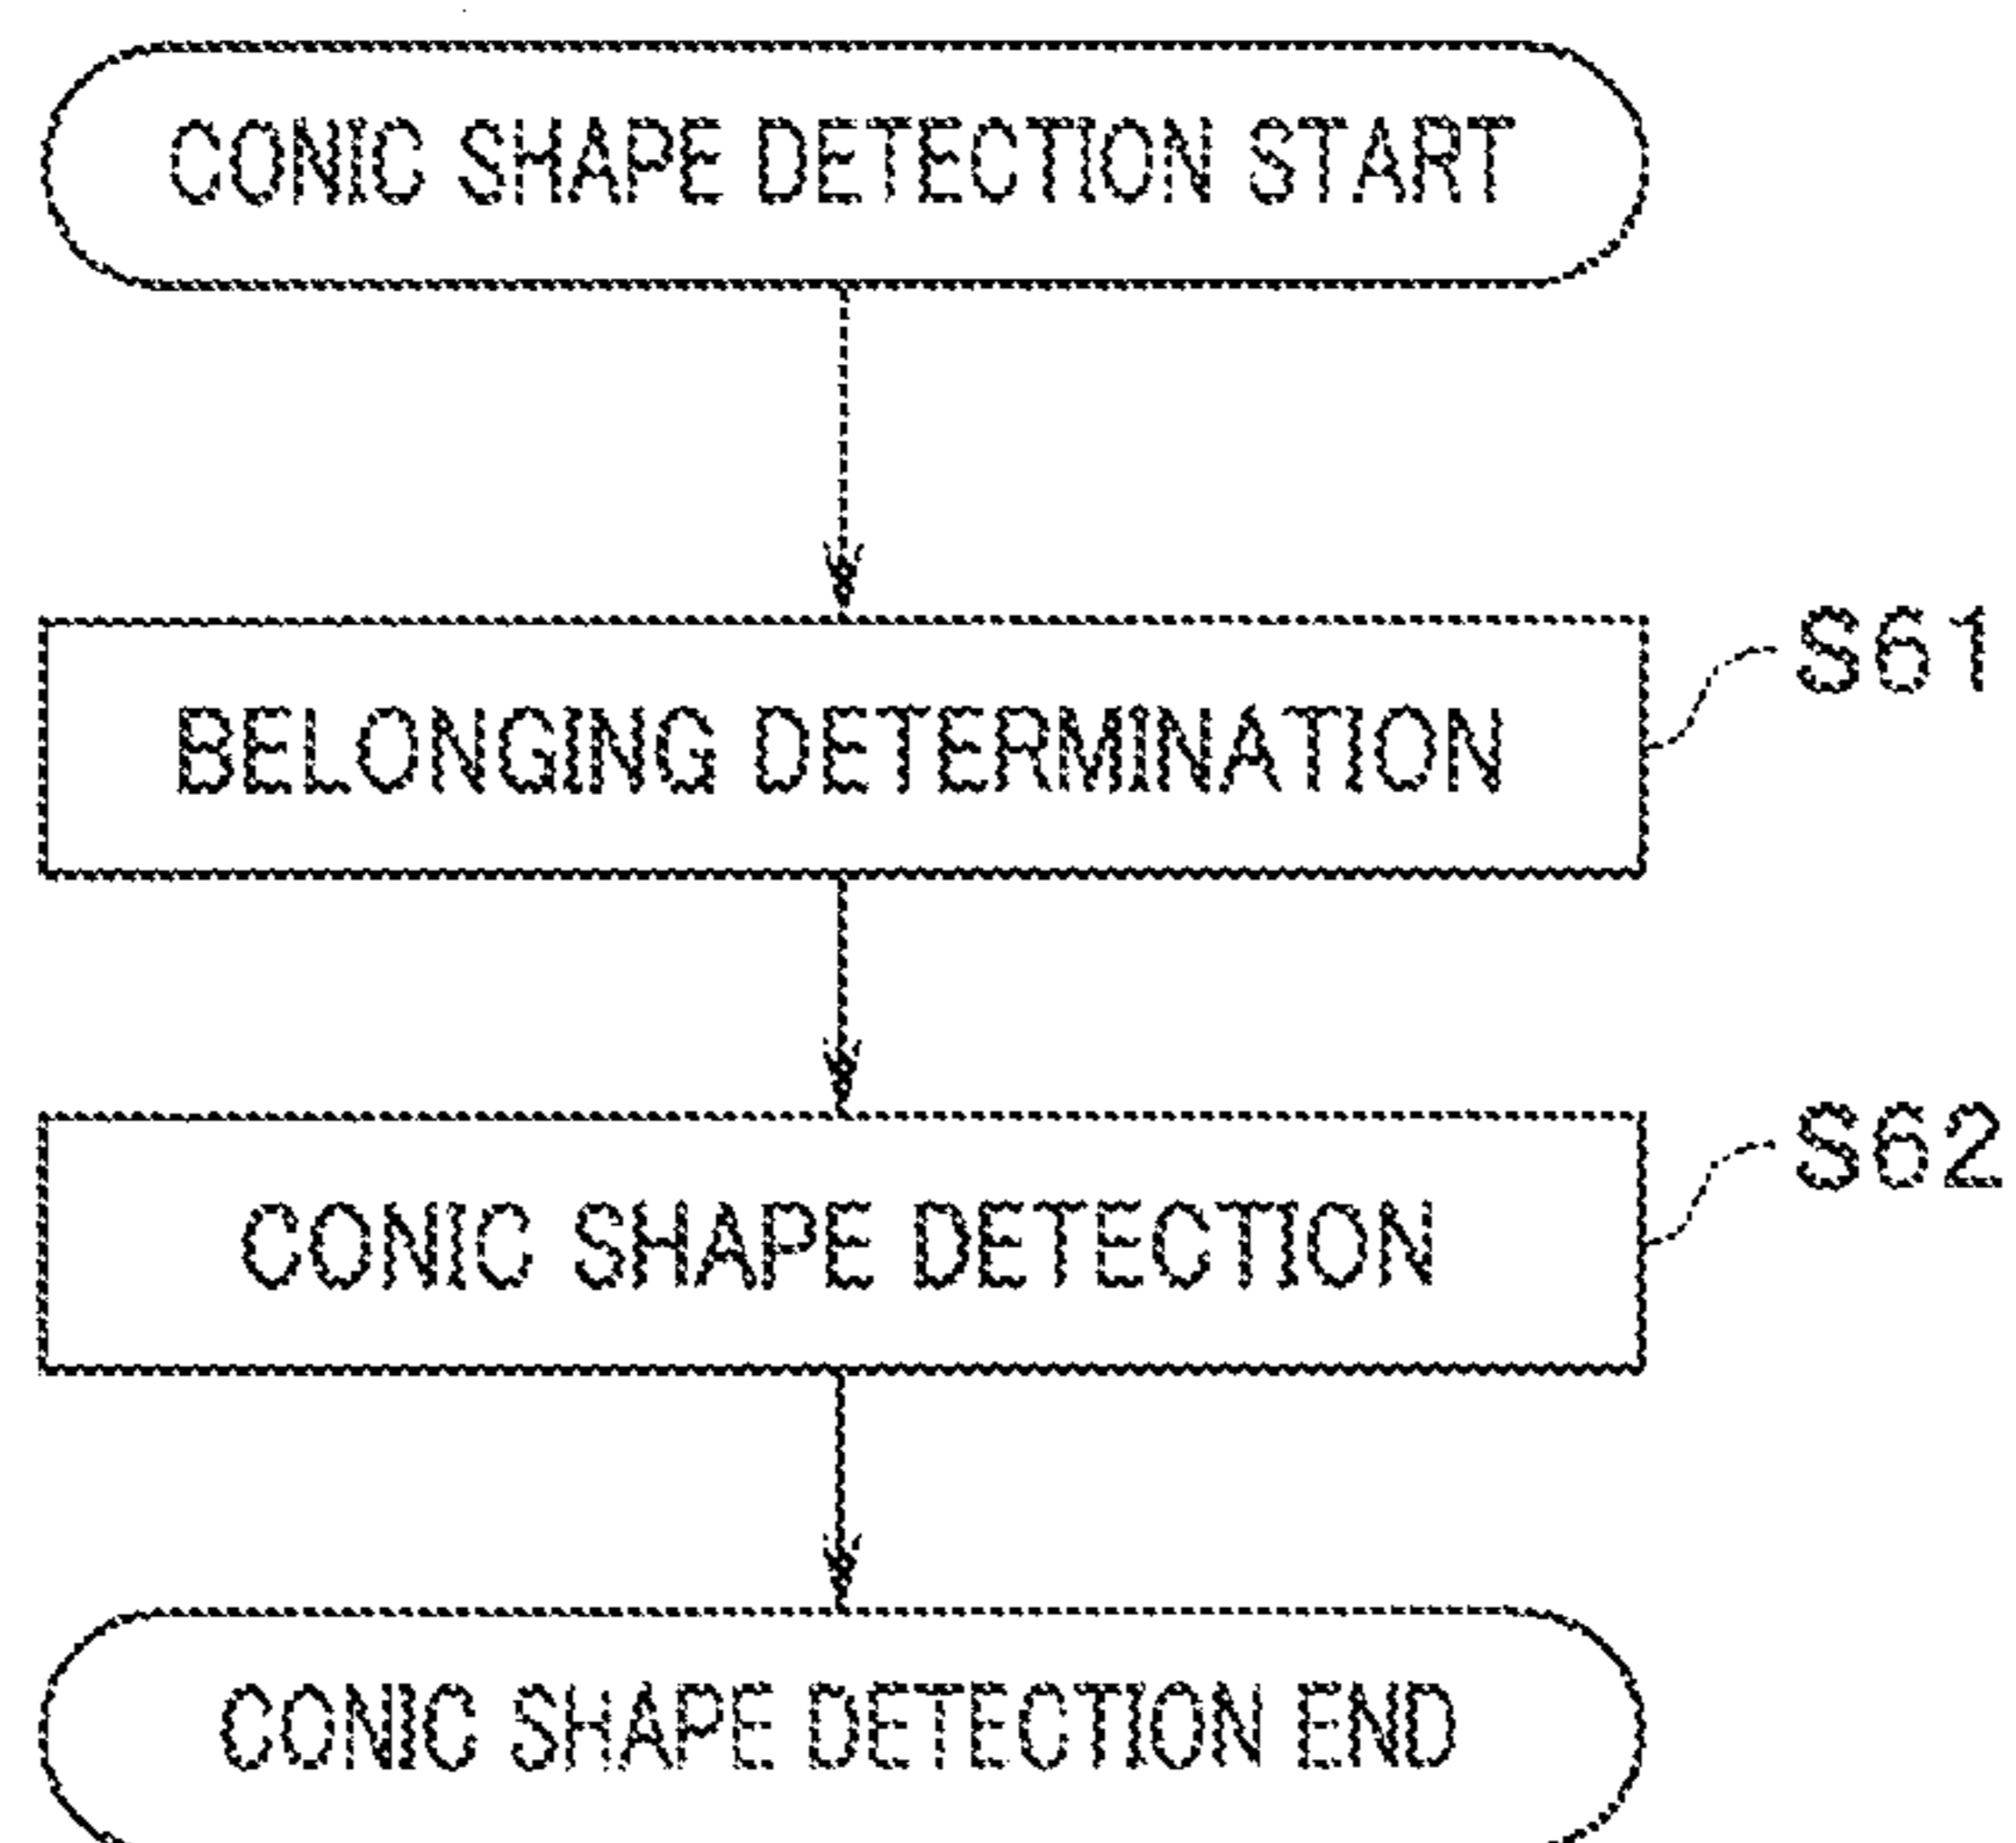 CONIC SHAPE DETECTION START
BELONGING DETERMINATION
S61
CONIC SHAPE DETECTION
S62
CONIC SHAPE DETECTION END